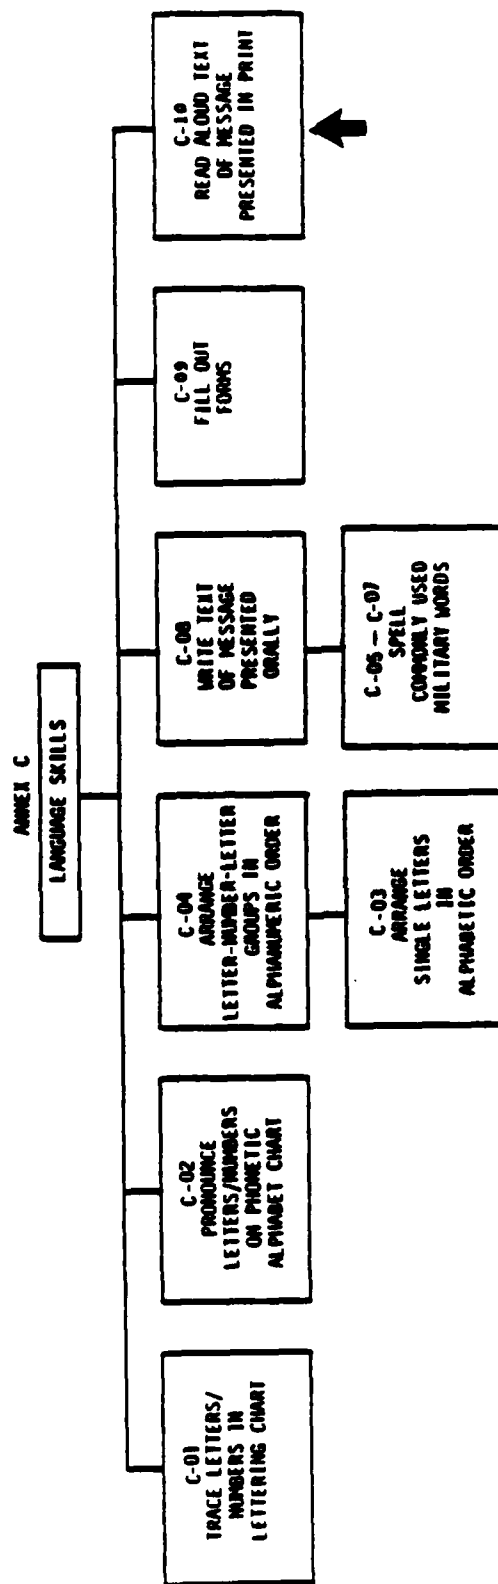 ANNEX C
LANGUAGE SKILLS
C-01
TRACE LETTERS/
NUMBERS IN
LETTERING CHART
C-02
PRONOUNCE
LETTERS/NUMBERS
ON PHONETIC
ALPHABET CHART
C-04
ARRANGE
LETTER-NUMBER-LETTER
GROUPS IN
ALPHANUMERIC ORDER
C-03
ARRANGE
SINGLE LETTERS
IN
ALPHABETIC ORDER
C-08
WRITE TEXT
OF MESSAGE
PRESENTED
ORALLY
C-05 — C-07
SPELL
COMMONLY USED
MILITARY WORDS
C-09
FILL OUT
FORMS
C-10
READ ALOUD TEXT
OF MESSAGE
PRESENTED IN PRINT